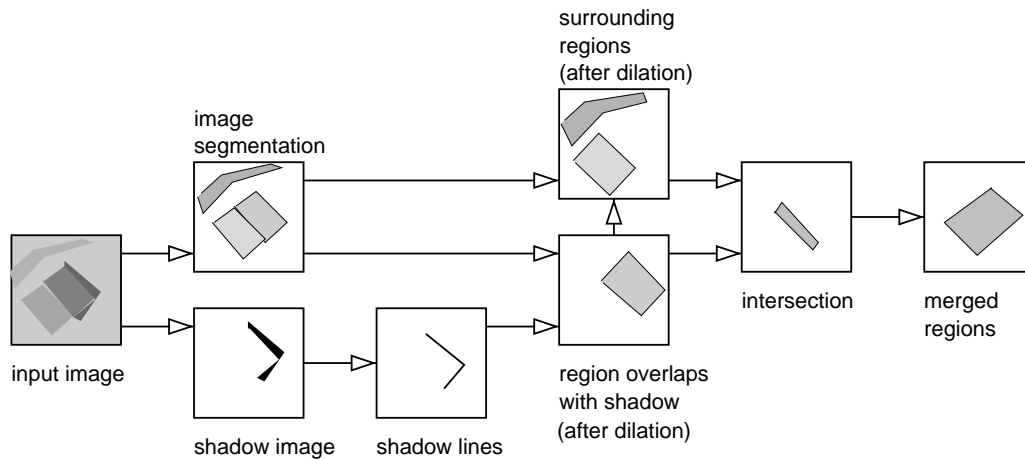 surrounding
regions
(after dilation)
image
segmentation
input image
shadow image
shadow lines
region overlaps
with shadow
(after dilation)
intersection
merged
regions